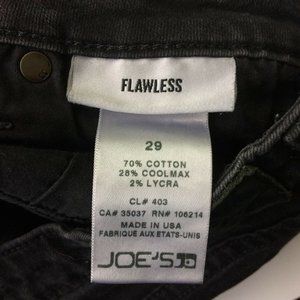 FLAWLESS
29
70% COTTON
28% COOLMAX
2% LYCRA
CL# 403
CA# 35037 RN# 106214
MADE IN USA
FABRIQUE AUX ETATS-UNIS
JOE'S